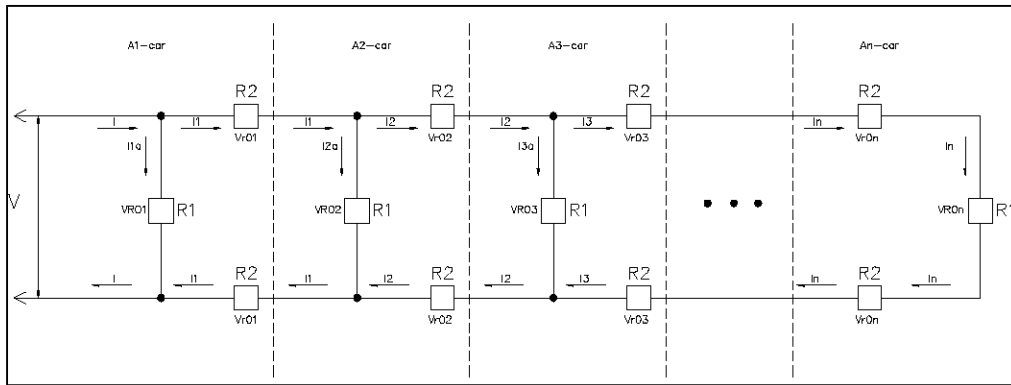 A1-car A2-car A3-car An-car
R2 R2 R2 R2
I I1 I1 I2 I2 I3 In
Vr01 Vr02 Vr03 Vr0n
I1a I2a I3a In
V
VR01 R1 VR02 R1 VR03 R1 VR0n R1
R2 R2 R2 R2
I I1 I1 I2 I2 I3 In In
Vr01 Vr02 Vr03 Vr0n